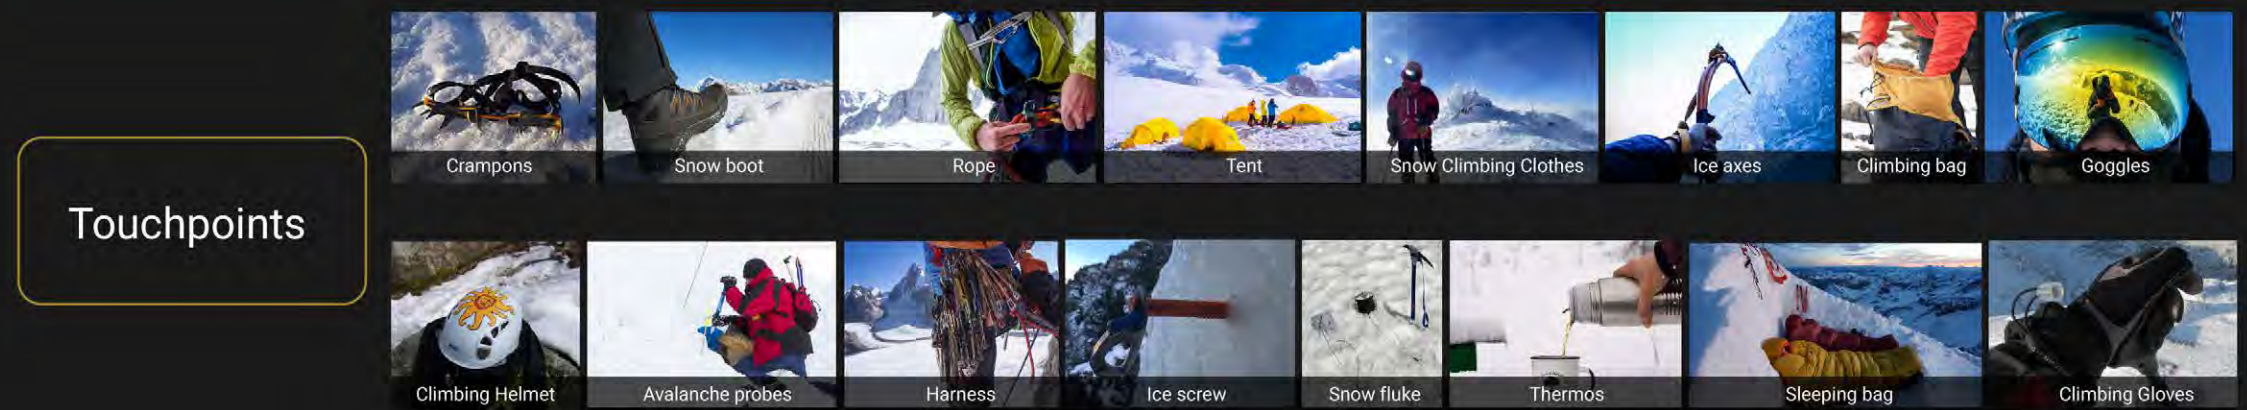 Touchpoints
Crampons
Snow boot
Rope
Tent
Snow Climbing Clothes
Ice axes
Climbing bag
Goggles
Climbing Helmet
Avalanche probes
Harness
Ice screw
Snow fluke
Thermos
Sleeping bag
Climbing Gloves